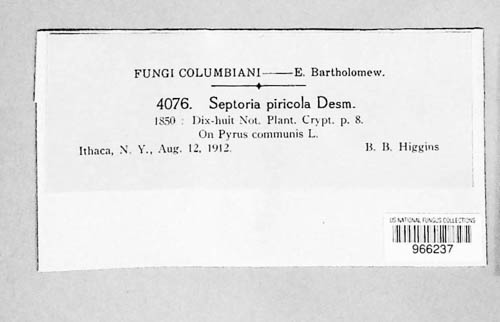 FUNGI COLUMBIANI——E. Bartholomew.
4076. Septoria piricola Desm.
1850 : Dix-huit Not. Plant. Crypt. p. 8.
On Pyrus communis L.
Ithaca, N. Y., Aug. 12, 1912. B. B. Higgins
US NATIONAL FUNGUS COLLECTIONS
966237